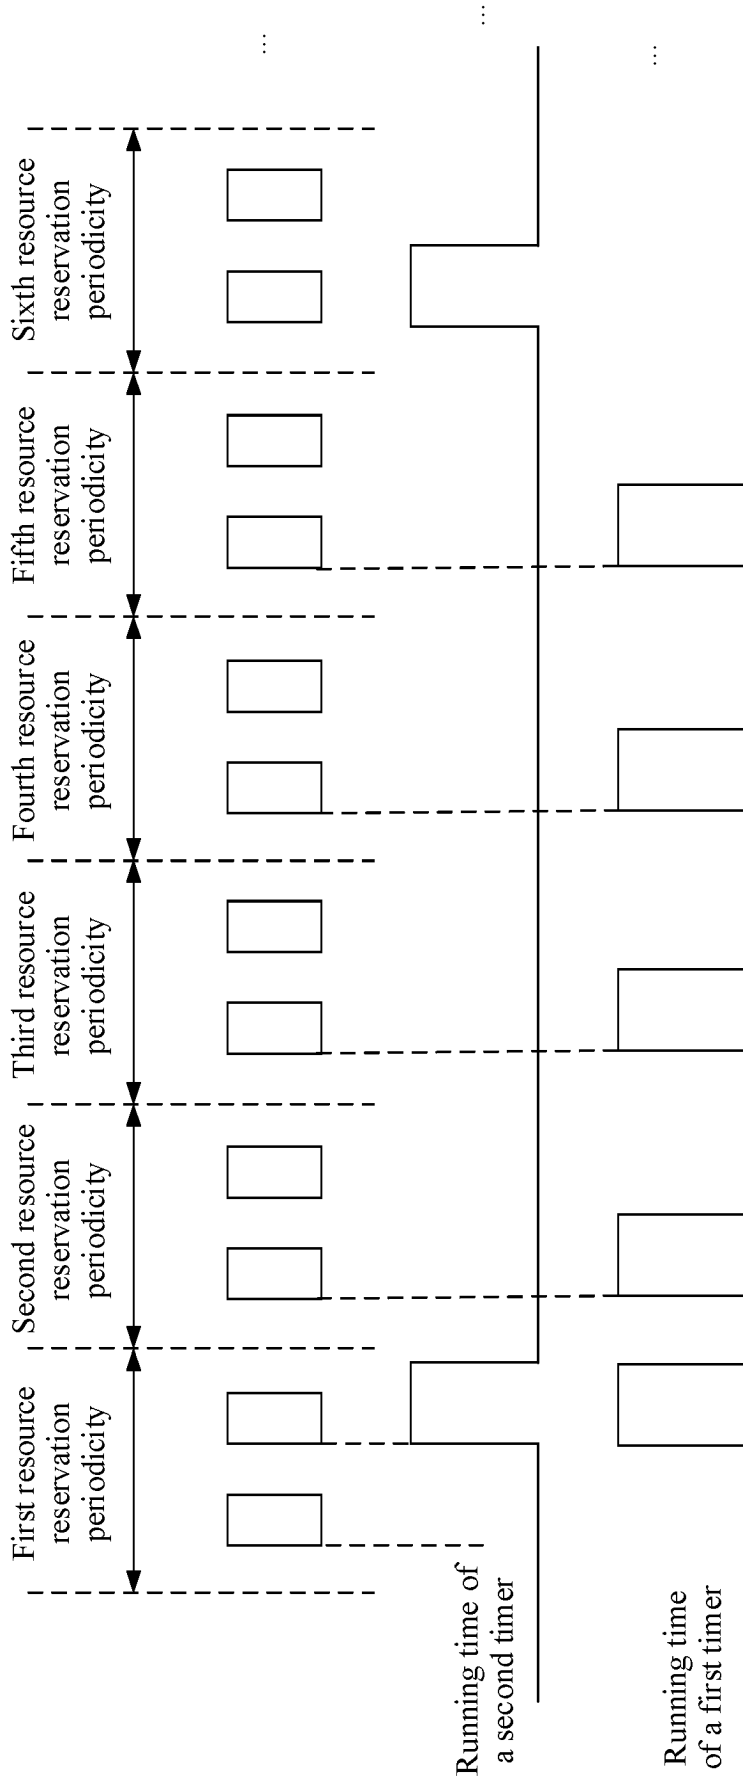 First resource
reservation
periodicity
Second resource
reservation
periodicity
Third resource
reservation
periodicity
Fourth resource
reservation
periodicity
Fifth resource
reservation
periodicity
Sixth resource
reservation
periodicity
...
Running time of
a second timer
...
Running time
of a first timer
...